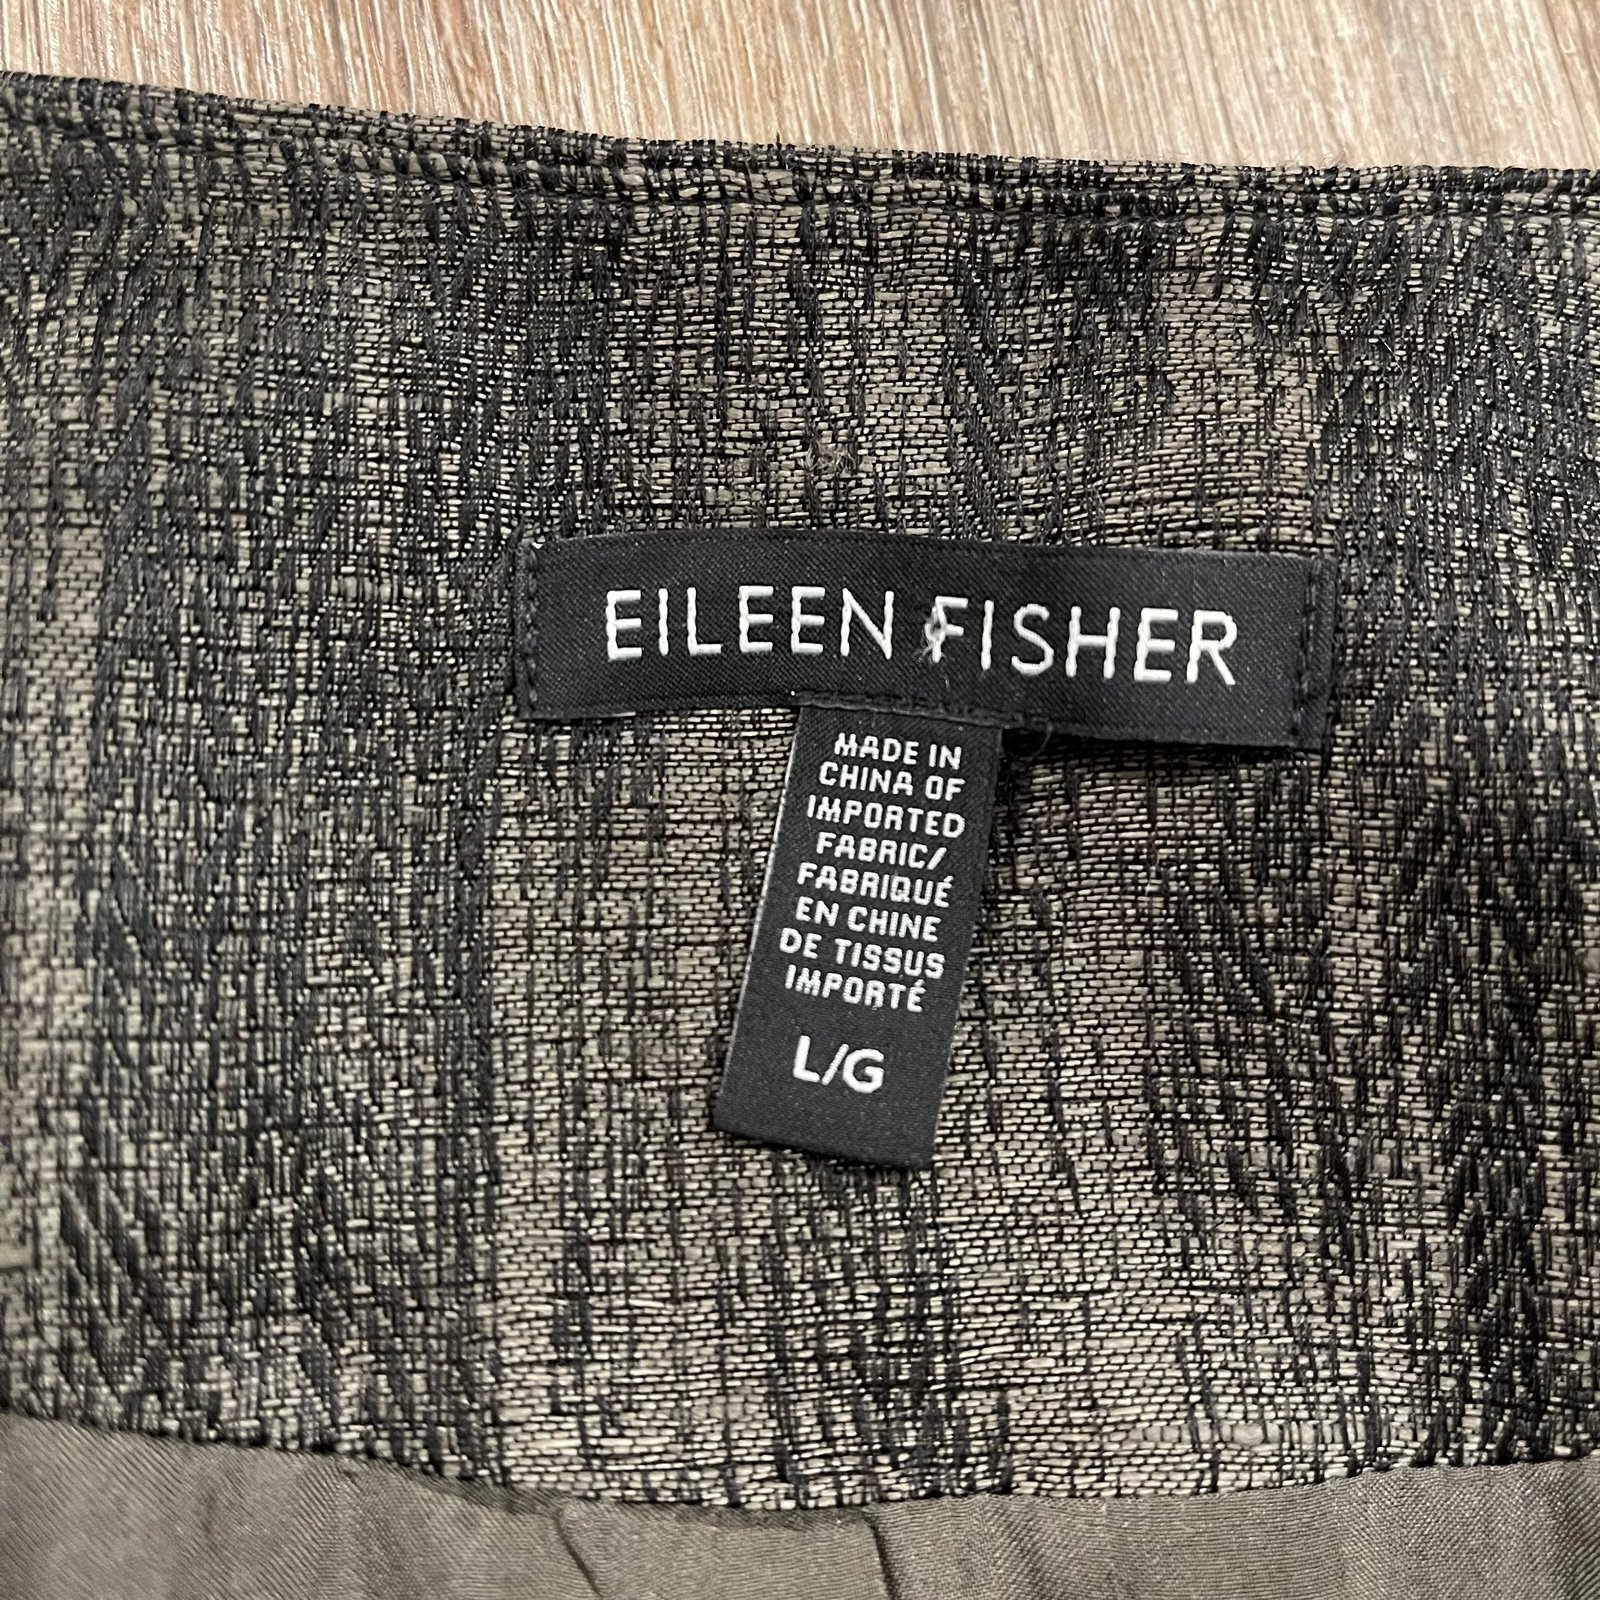 EILEEN FISHER
MADE IN
CHINA OF
IMPORTED
FABRIC/
FABRIQUÉ
EN CHINE
DE TISSUS
IMPORTÉ
L/G